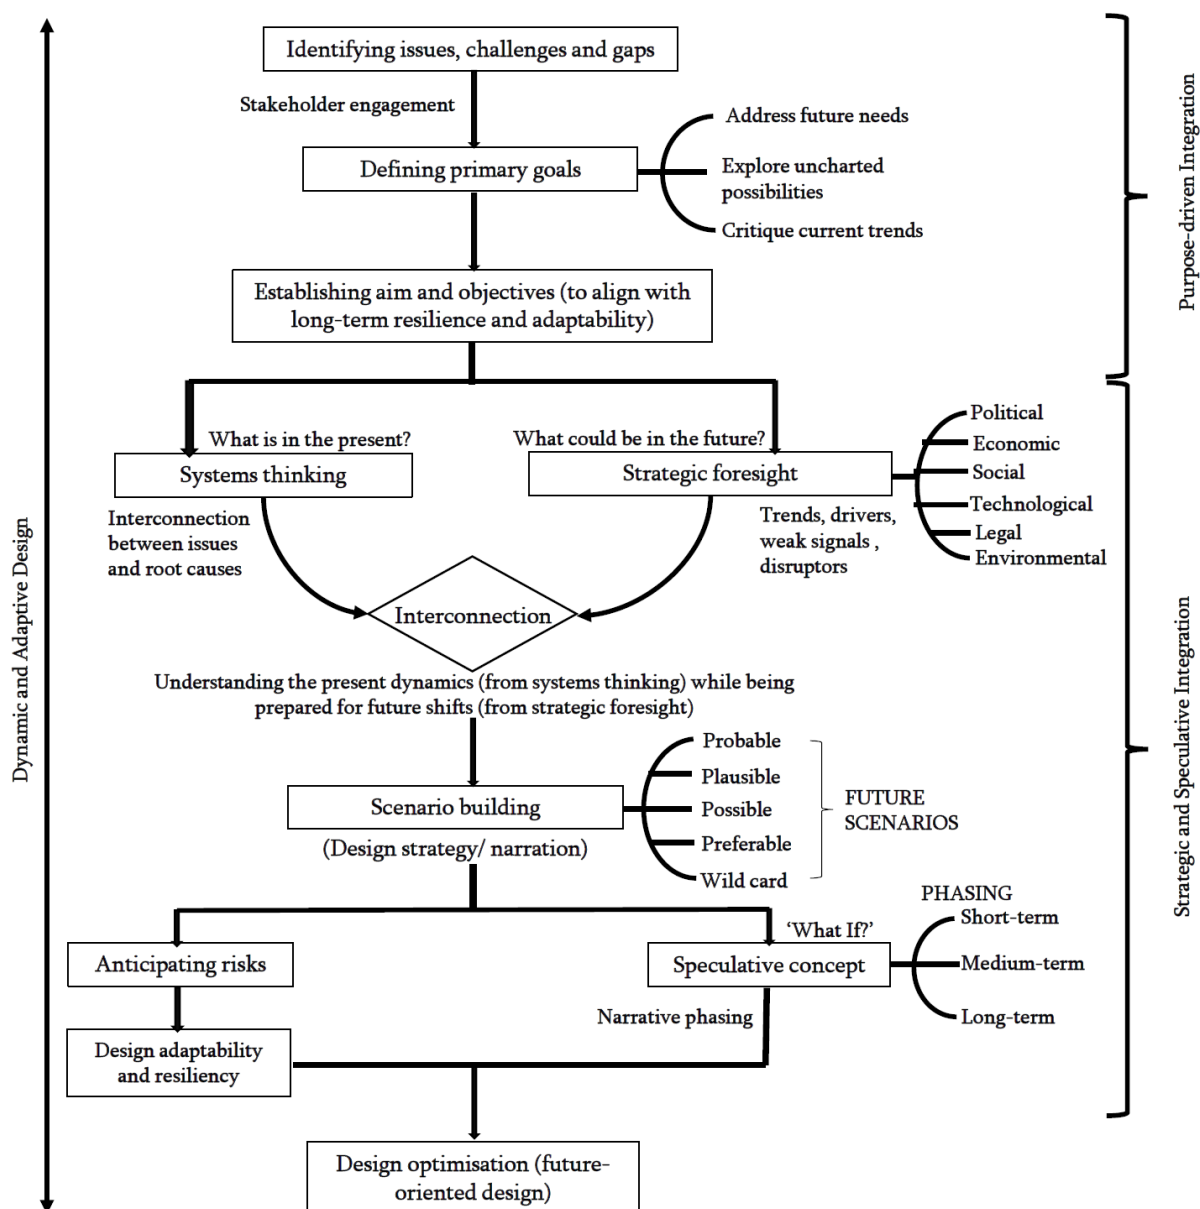 Identifying issues, challenges and gaps
Stakeholder engagement
Defining primary goals
Address future needs
Explore uncharted
possibilities
Critique current trends
Establishing aim and objectives (to align with
long-term resilience and adaptability)
Purpose-driven Integration
What is in the present?
Systems thinking
Interconnection
between issues
and root causes
What could be in the future?
Strategic foresight
Trends, drivers,
weak signals ,
disruptors
Political
Economic
Social
Technological
Legal
Environmental
Interconnection
Understanding the present dynamics (from systems thinking) while being
prepared for future shifts (from strategic foresight)
Dynamic and Adaptive Design
Scenario building
(Design strategy/ narration)
Probable
Plausible
Possible
Preferable
Wild card
FUTURE
SCENARIOS
Strategic and Speculative Integration
Anticipating risks
Design adaptability
and resiliency
‘What If?’
Speculative concept
Narrative phasing
PHASING
Short-term
Medium-term
Long-term
Design optimisation (future-
oriented design)